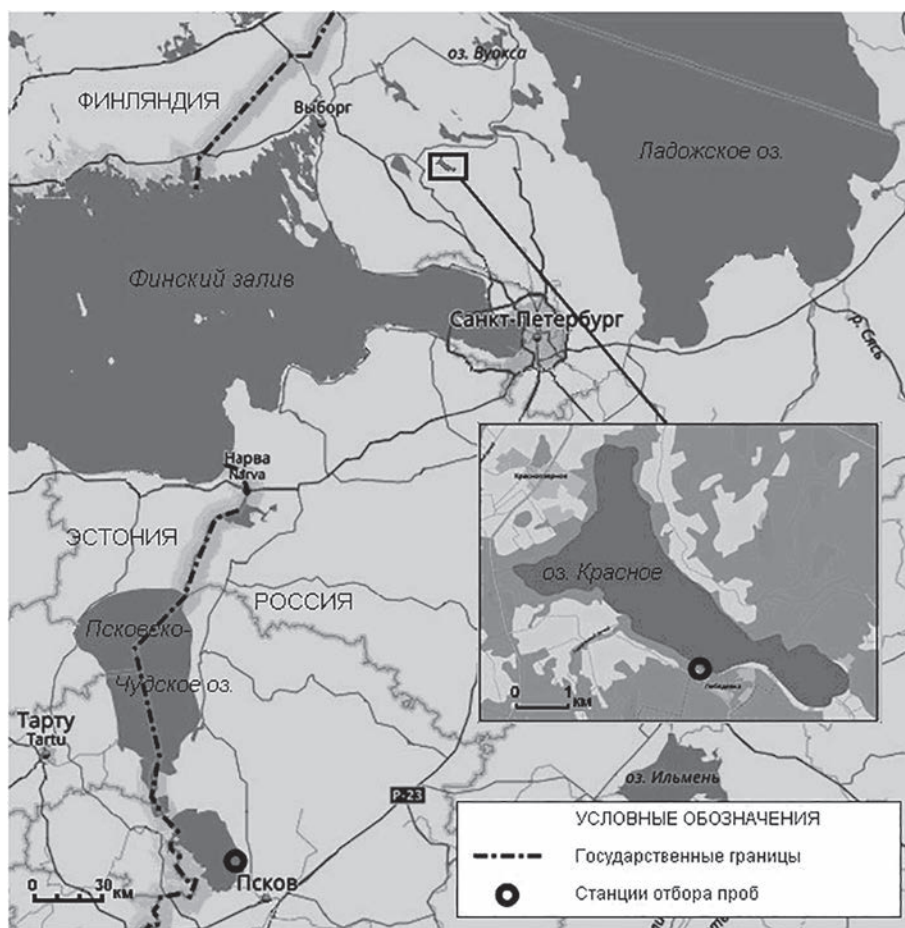 оз. Вуокса
ФИНЛЯНДИЯ
Выборг
Ладожское оз.
Финский залив
Санкт-Петербург
р. Сясь
Нарва
Narva
ЭСТОНИЯ
РОССИЯ
Псковско-
Чудское оз.
Тарту
Tartu
оз. Красное
0 1
км
оз. Ильмень
Р-23
Псков
0 30
км
УСЛОВНЫЕ ОБОЗНАЧЕНИЯ
Государственные границы
Станции отбора проб